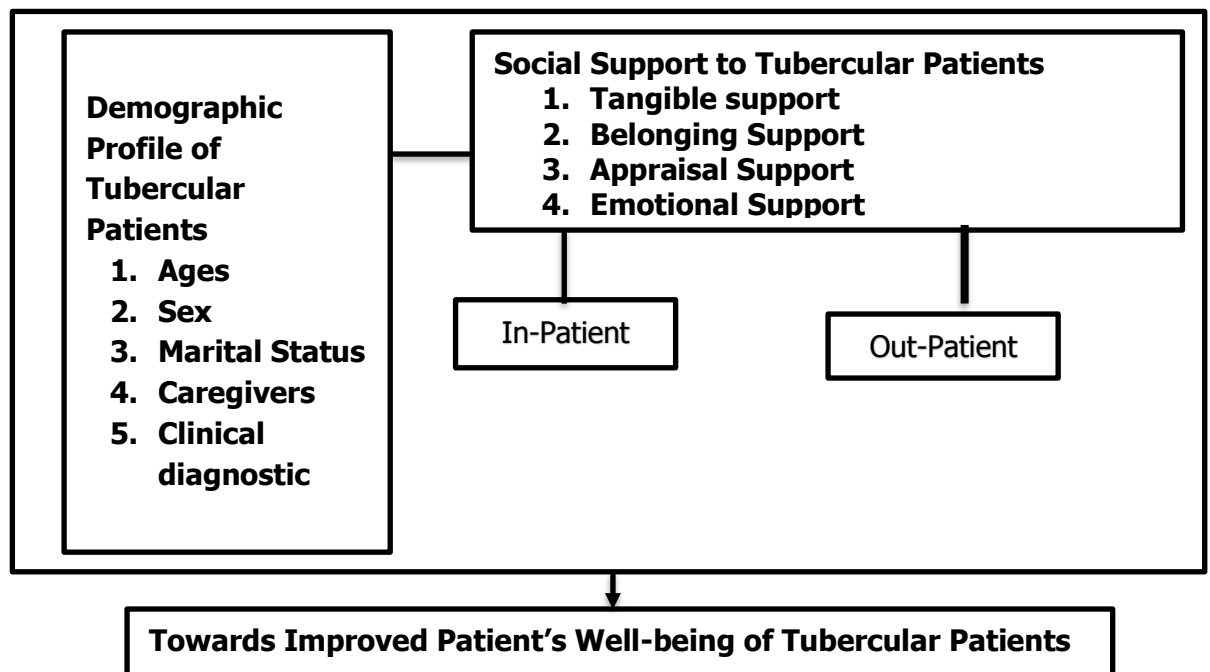 Demographic
Profile of
Tubercular
Patients
1. Ages
2. Sex
3. Marital Status
4. Caregivers
5. Clinical
diagnostic
Social Support to Tubercular Patients
1. Tangible support
2. Belonging Support
3. Appraisal Support
4. Emotional Support
In-Patient
Out-Patient
Towards Improved Patient’s Well-being of Tubercular Patients